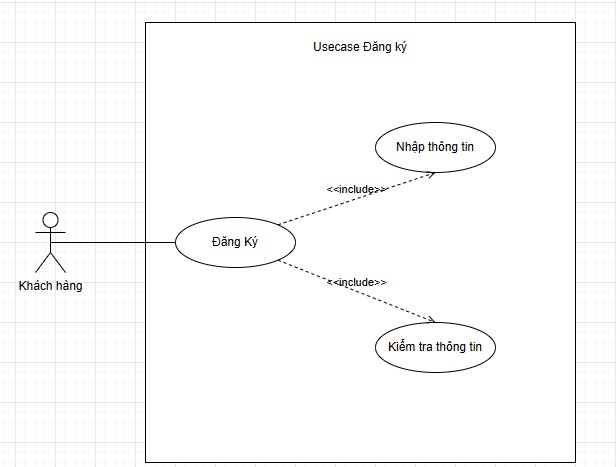 Usecase Đăng ký
Nhập thông tin
<<include>>
Đăng Ký
<<include>>
Khách hàng
Kiểm tra thông tin